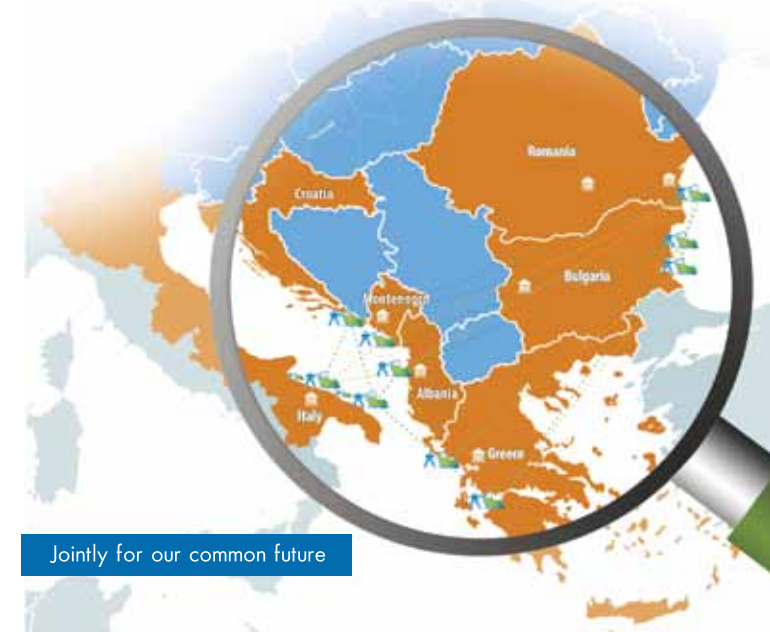 Romania
Croatia
Bulgaria
Montenegro
Albania
Italy
Greece
Jointly for our common future